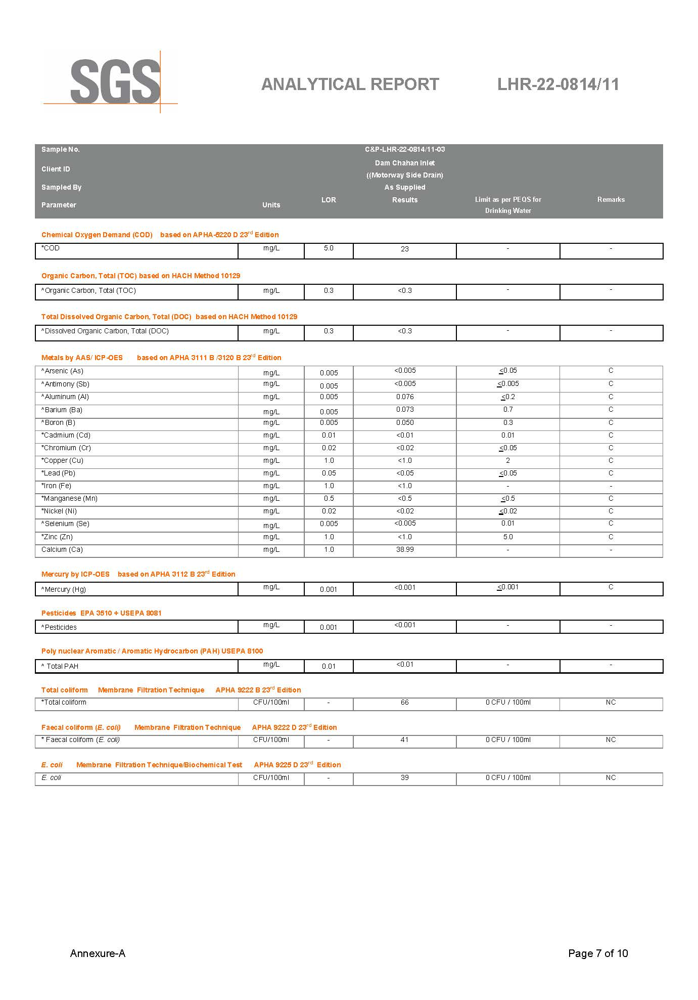 SGS
ANALYTICAL REPORT LHR-22-0814/11
Sample No. C&P-LHR-22-0814/11-03
Client ID Dam Chahan Inlet
((Motorway Side Drain)
Sampled By As Supplied
Parameter Units LOR Results Limit as per PEQS for Remarks
Drinking Water
Chemical Oxygen Demand (COD) based on APHA-5220 D 23rd Edition
*COD mg/L 5.0 23 - -
Organic Carbon, Total (TOC) based on HACH Method 10129
^Organic Carbon, Total (TOC) mg/L 0.3 <0.3 - -
Total Dissolved Organic Carbon, Total (DOC) based on HACH Method 10129
^Dissolved Organic Carbon, Total (DOC) mg/L 0.3 <0.3 - -
Metals by AAS/ ICP-OES based on APHA 3111 B /3120 B 23rd Edition
^Arsenic (As) mg/L 0.005 <0.005 ≤0.05 C
^Antimony (Sb) mg/L 0.005 <0.005 ≤0.005 C
^Aluminum (Al) mg/L 0.005 0.076 ≤0.2 C
^Barium (Ba) mg/L 0.005 0.073 0.7 C
^Boron (B) mg/L 0.005 0.050 0.3 C
*Cadmium (Cd) mg/L 0.01 <0.01 0.01 C
*Chromium (Cr) mg/L 0.02 <0.02 ≤0.05 C
*Copper (Cu) mg/L 1.0 <1.0 2 C
*Lead (Pb) mg/L 0.05 <0.05 ≤0.05 C
*Iron (Fe) mg/L 1.0 <1.0 - -
*Manganese (Mn) mg/L 0.5 <0.5 ≤0.5 C
*Nickel (Ni) mg/L 0.02 <0.02 ≤0.02 C
^Selenium (Se) mg/L 0.005 <0.005 0.01 C
*Zinc (Zn) mg/L 1.0 <1.0 5.0 C
Calcium (Ca) mg/L 1.0 38.99 - -
Mercury by ICP-OES based on APHA 3112 B 23rd Edition
^Mercury (Hg) mg/L 0.001 <0.001 ≤0.001 C
Pesticides EPA 3510 + USEPA 8081
^Pesticides mg/L 0.001 <0.001 - -
Poly nuclear Aromatic / Aromatic Hydrocarbon (PAH) USEPA 8100
^ Total PAH mg/L 0.01 <0.01 - -
Total coliform Membrane Filtration Technique APHA 9222 B 23rd Edition
*Total coliform CFU/100ml - 66 0 CFU / 100ml NC
Faecal coliform (E. coli) Membrane Filtration Technique APHA 9222 D 23rd Edition
* Faecal coliform (E. coli) CFU/100ml - 41 0 CFU / 100ml NC
E. coli Membrane Filtration Technique/Biochemical Test APHA 9225 D 23rd Edition
E. coli CFU/100ml - 39 0 CFU / 100ml NC
Annexure-A Page 7 of 10